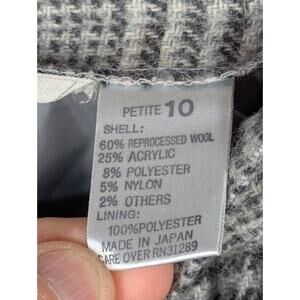 PETITE 10
SHELL:
60% REPROCESSED WOOL
25% ACRYLIC
8% POLYESTER
5% NYLON
2% OTHERS
LINING:
100%POLYESTER
MADE IN JAPAN
CARE OVER RN31289